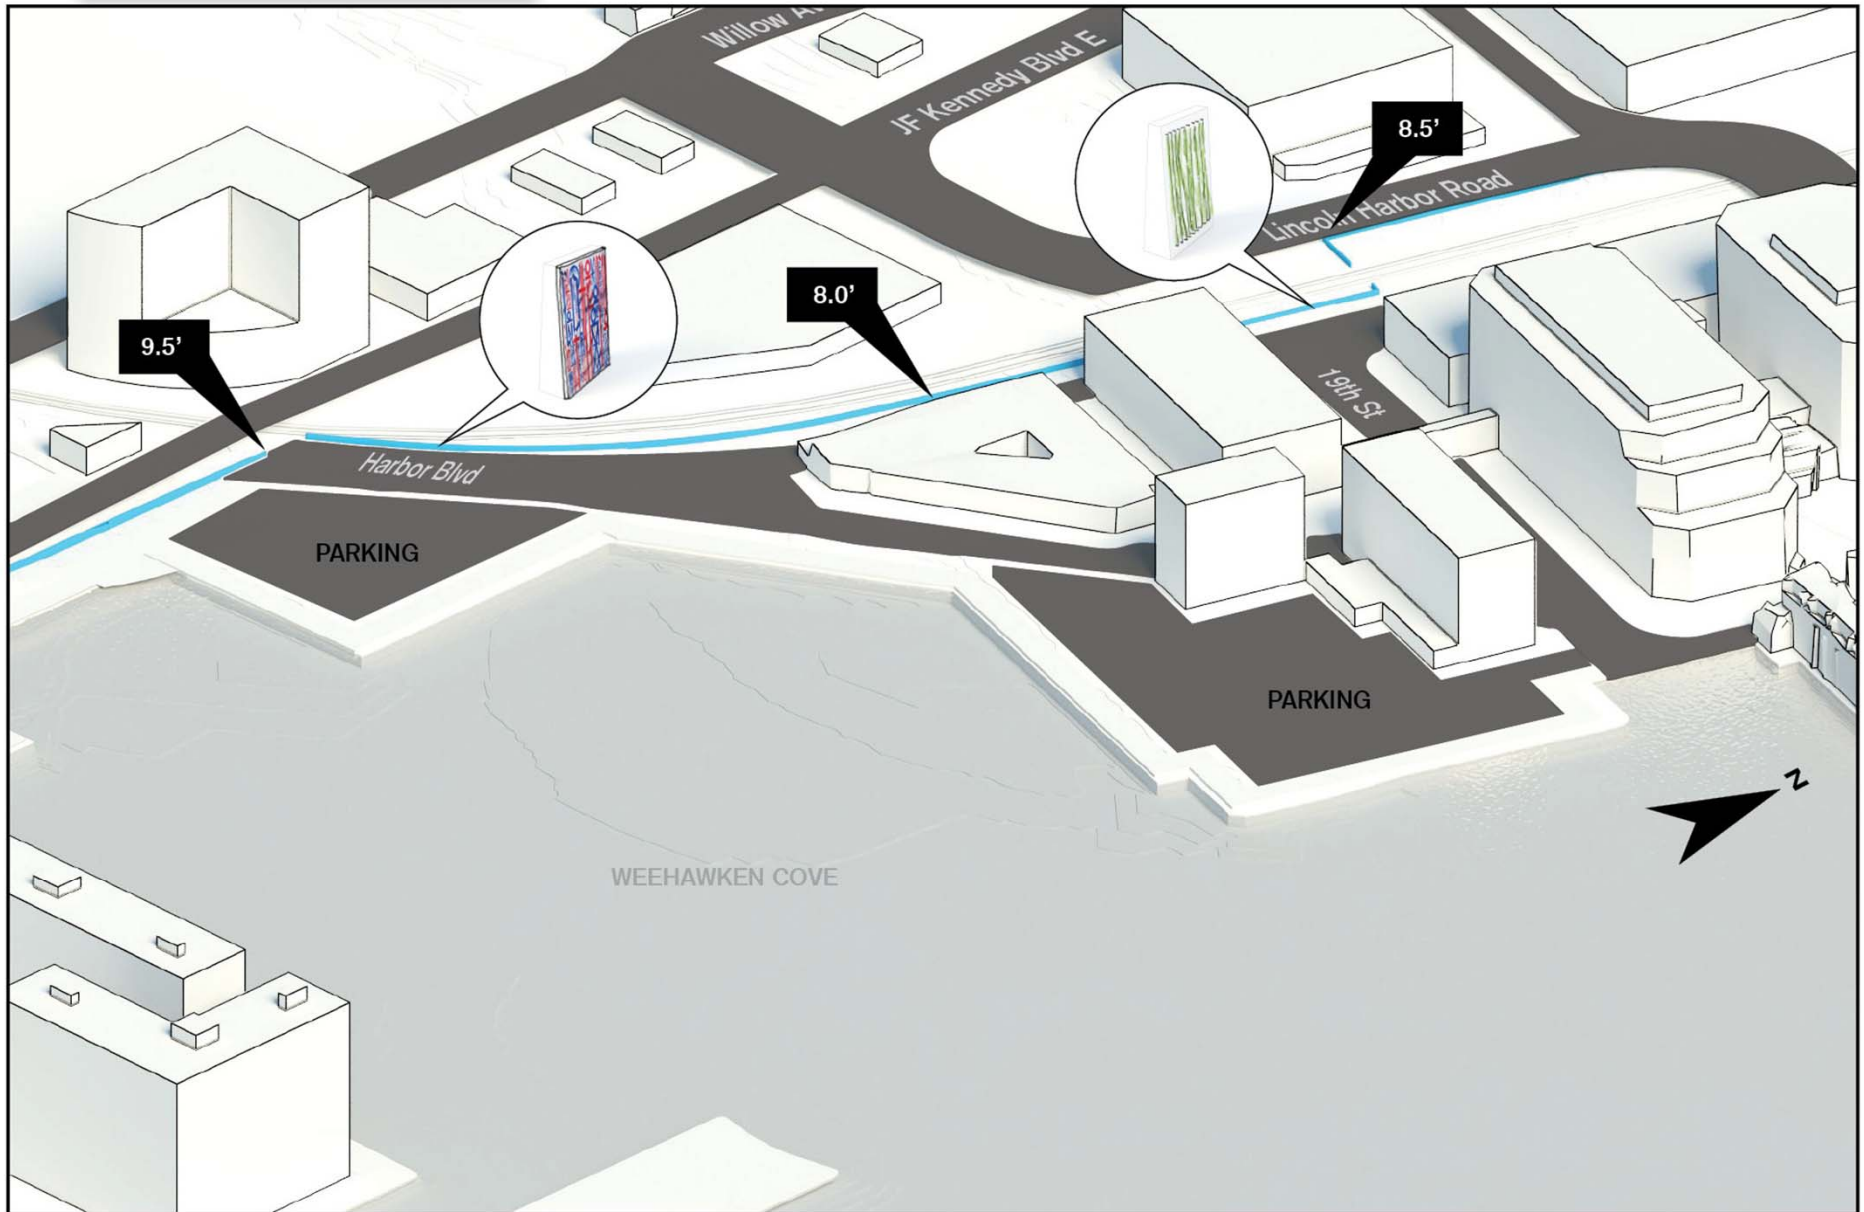 Willow Av
JF Kennedy Blvd E
8.5'
Lincoln Harbor Road
8.0'
9.5'
19th St
Harbor Blvd
PARKING
PARKING
N
WEEHAWKEN COVE